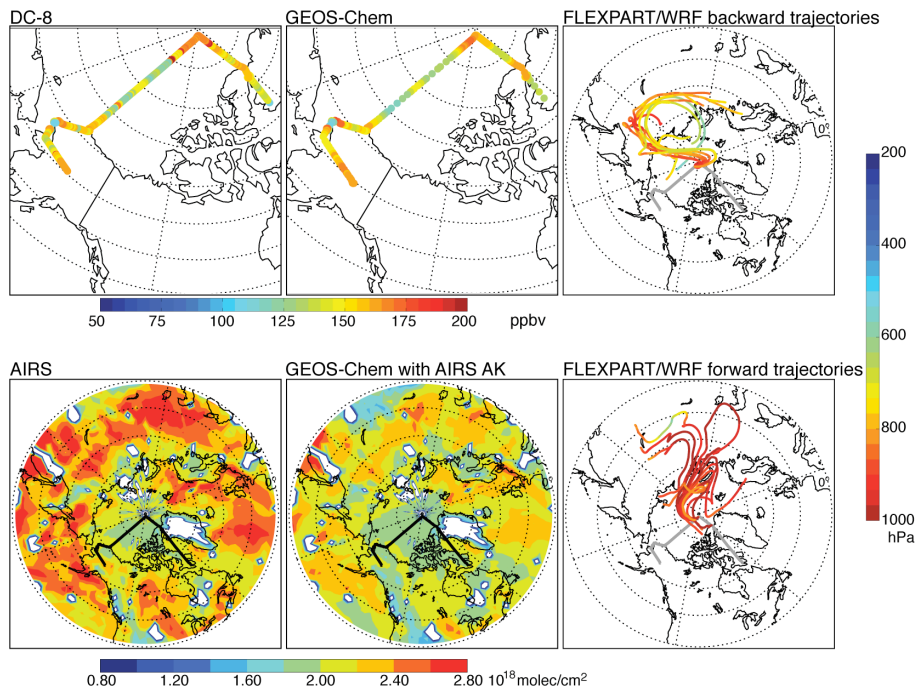 DC-8
GEOS-Chem
FLEXPART/WRF backward trajectories
0°
200
400
600
800
1000
hPa
50 75 100 125 150 175 200 ppbv
AIRS
GEOS-Chem with AIRS AK
FLEXPART/WRF forward trajectories
0°
0.80 1.20 1.60 2.00 2.40 2.80 10¹⁸molec/cm²